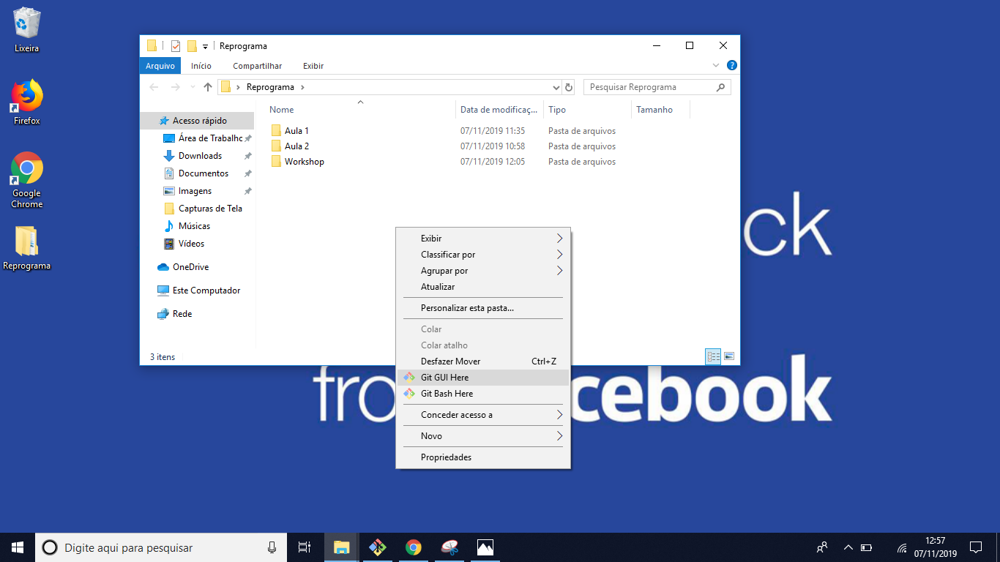 Lixeira
Firefox
Google
Chrome
Reprograma
Reprograma
Arquivo Início Compartilhar Exibir
Reprograma
Pesquisar Reprograma
Acesso rápido
Área de Trabalho
Downloads
Documentos
Imagens
Capturas de Tela
Músicas
Vídeos
OneDrive
Este Computador
Rede
Nome Data de modificaç... Tipo Tamanho
Aula 1 07/11/2019 11:35 Pasta de arquivos
Aula 2 07/11/2019 10:58 Pasta de arquivos
Workshop 07/11/2019 12:05 Pasta de arquivos
3 itens
Exibir
Classificar por
Agrupar por
Atualizar
Personalizar esta pasta...
Colar
Colar atalho
Desfazer Mover Ctrl+Z
Git GUI Here
Git Bash Here
Conceder acesso a
Novo
Propriedades
ck
fro cebook
Digite aqui para pesquisar
12:57
07/11/2019